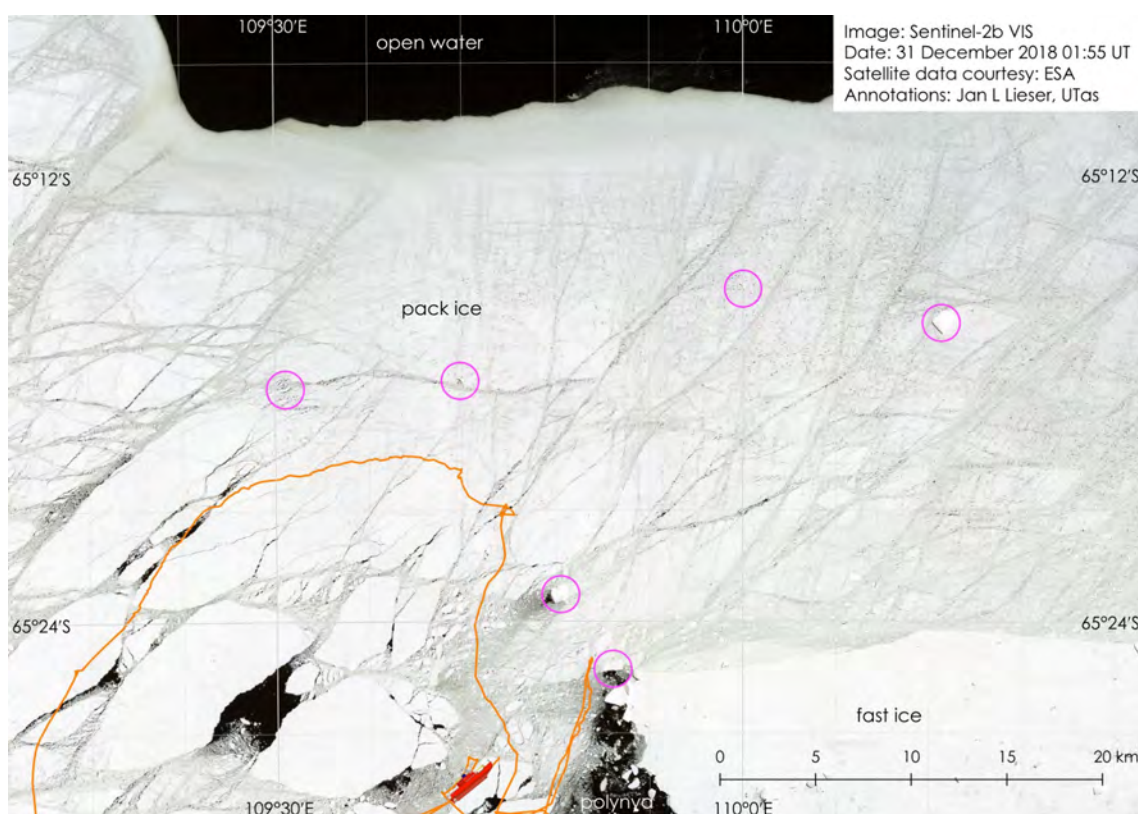 109°30'E
110°0'E
open water
Image: Sentinel-2b VIS
Date: 31 December 2018 01:55 UT
Satellite data courtesy: ESA
Annotations: Jan L Lieser, UTas
65°12'S
65°12'S
pack ice
65°24'S
65°24'S
fast ice
0 5 10 15 20 km
109°30'E
polynya
110°0'E